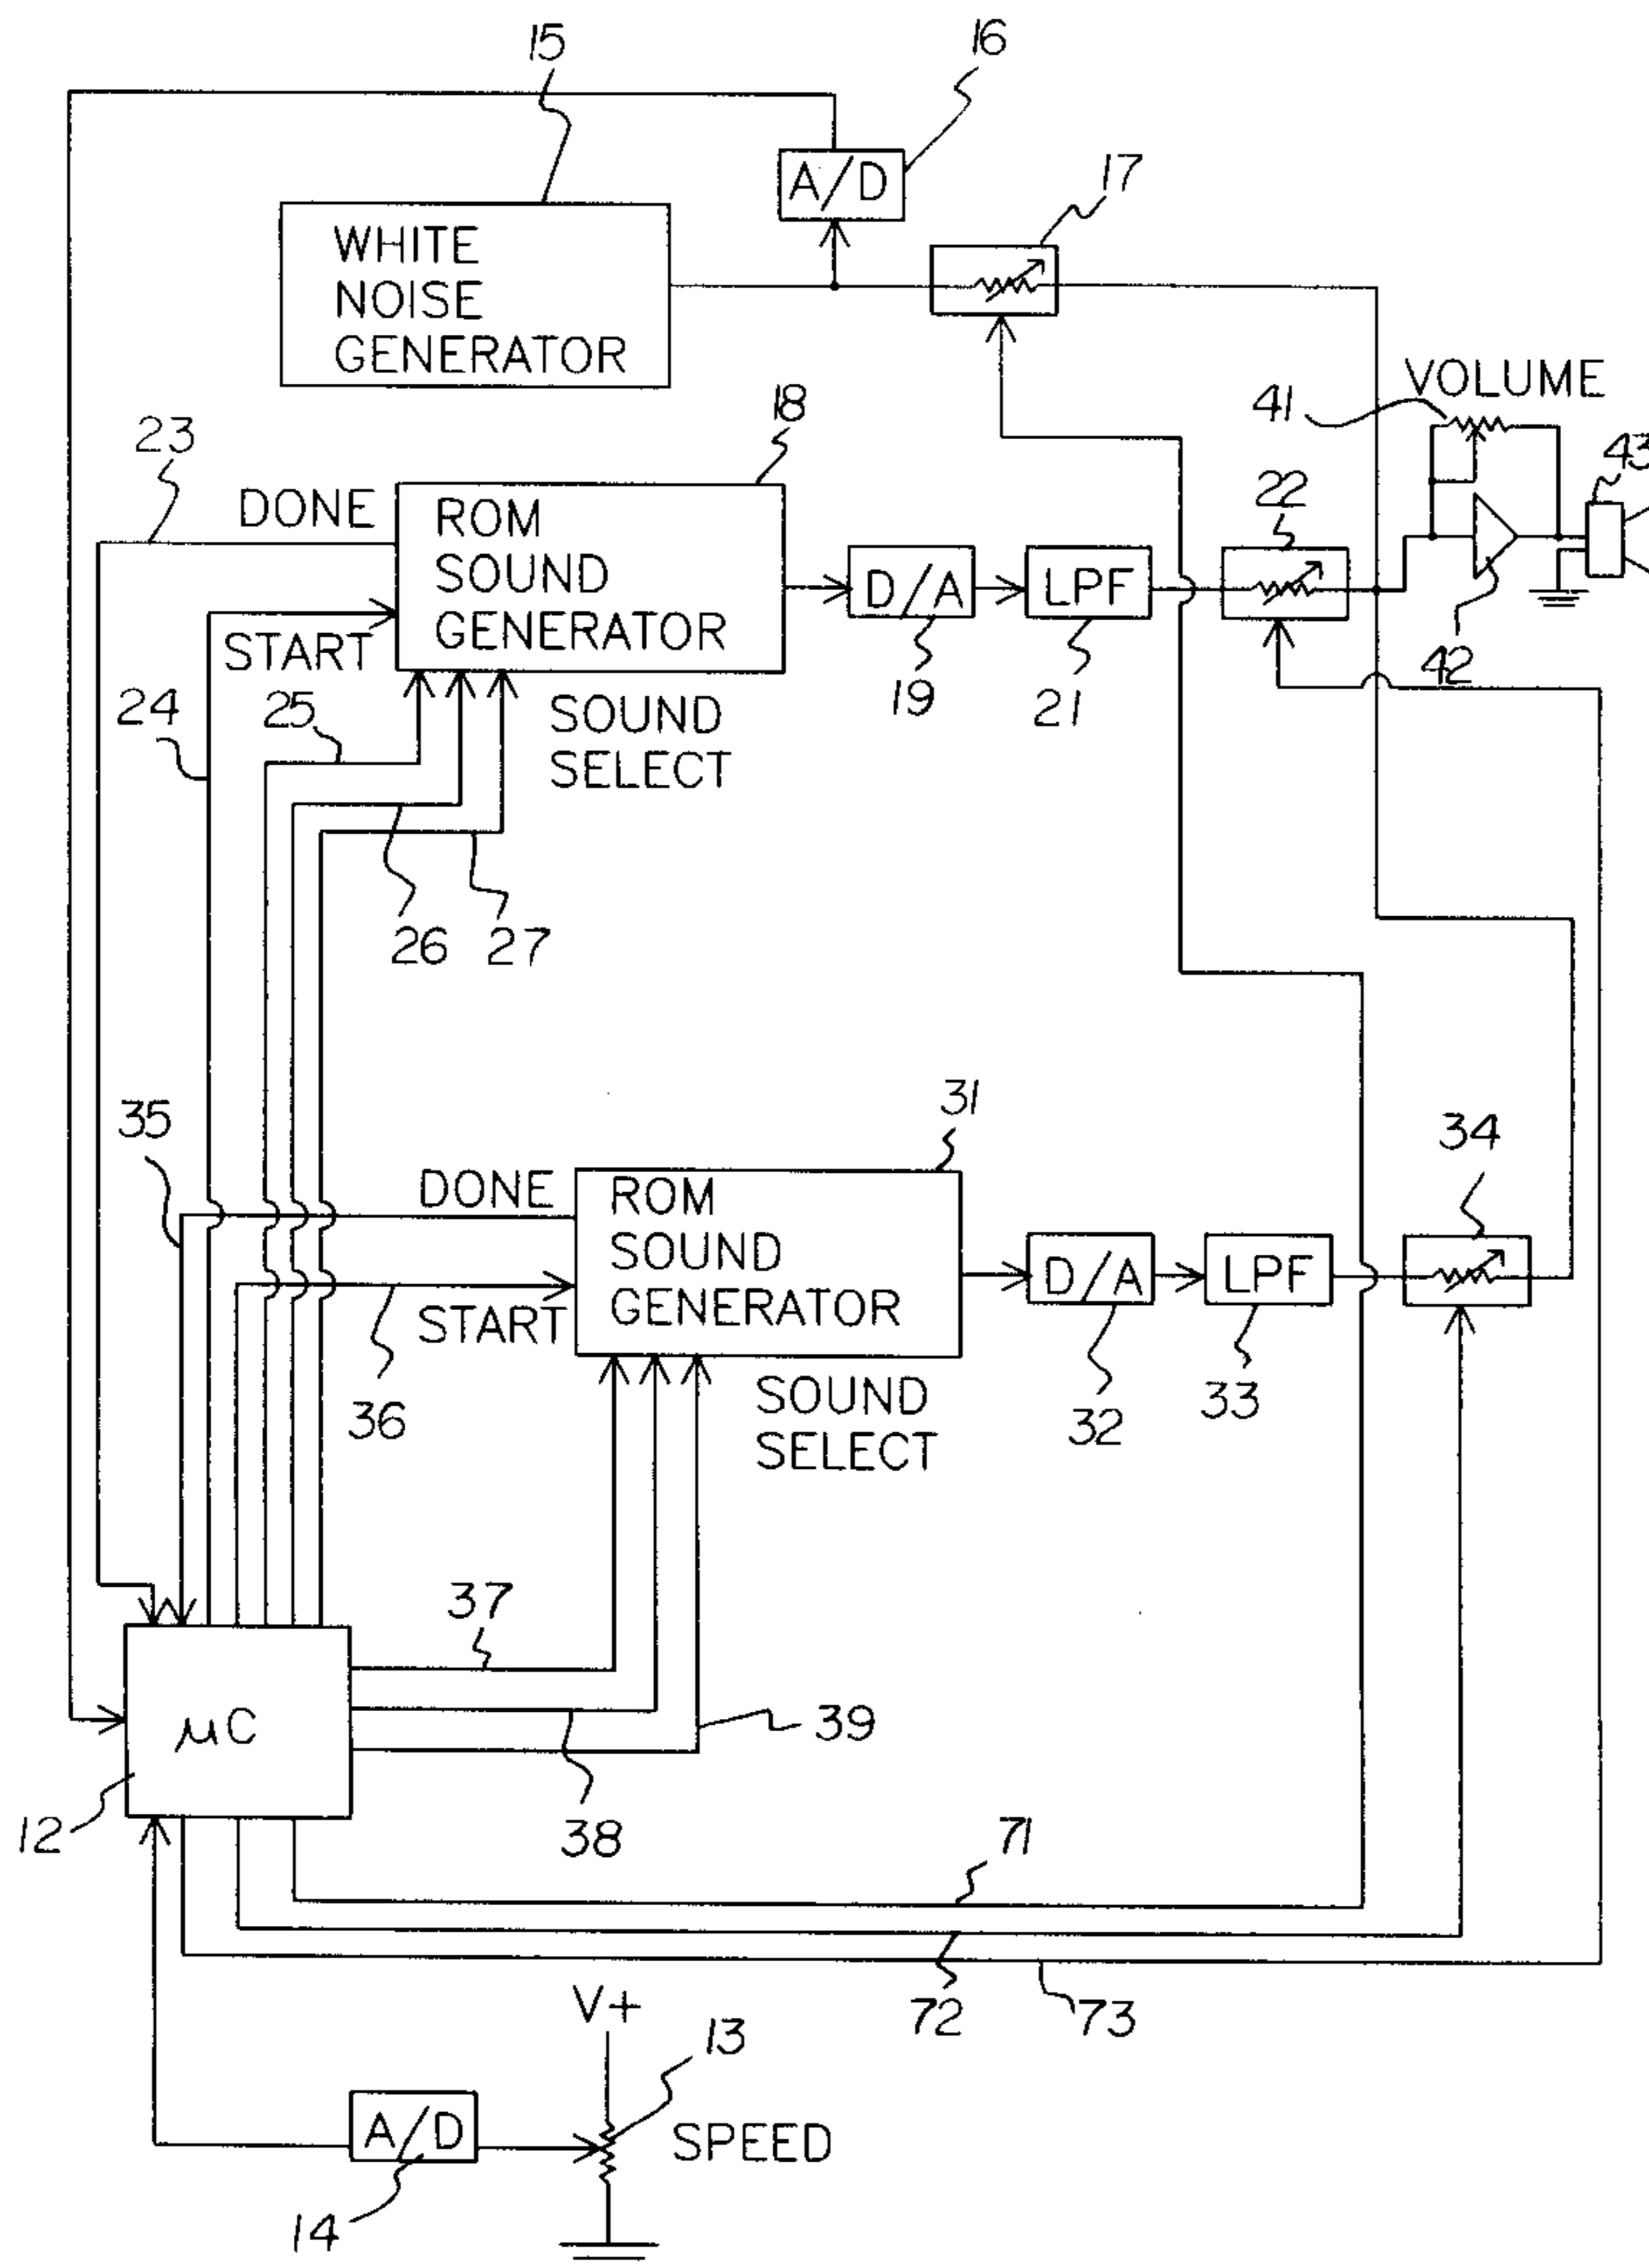 15
16
A/D
17
WHITE
NOISE
GENERATOR
VOLUME
41
18
23
43
22
DONE
ROM
SOUND
GENERATOR
D/A
LPF
START
42
24
25
19
21
SOUND
SELECT
26
27
31
35
34
DONE
ROM
SOUND
GENERATOR
D/A
LPF
START
36
SOUND
SELECT
32
33
37
μC
39
12
38
71
72
73
V+
13
A/D
SPEED
14